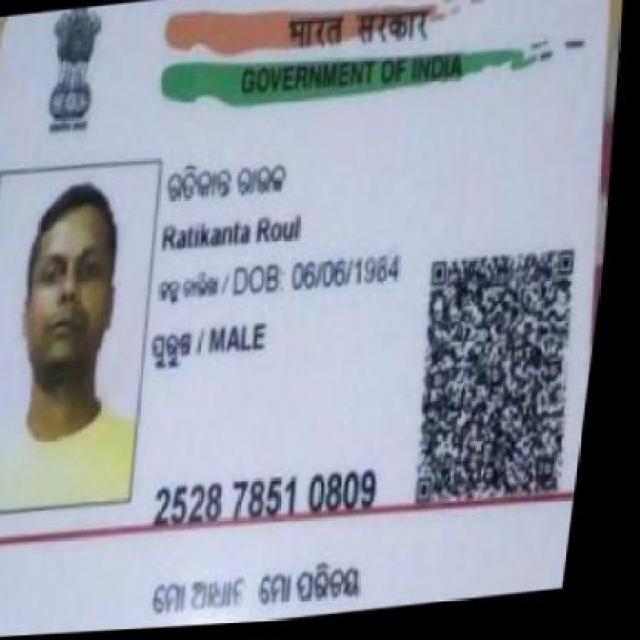 भारत सरकार
GOVERNMENT OF INDIA
ରତିକାନ୍ତ ରାଉଳ
Ratikanta Roul
ଜନ୍ମ ତାରିଖ / DOB: 06/06/1984
ପୁରୁଷ / MALE
2528 7851 0809
ମୋ ଆଧାର ମୋ ପରିଚୟ